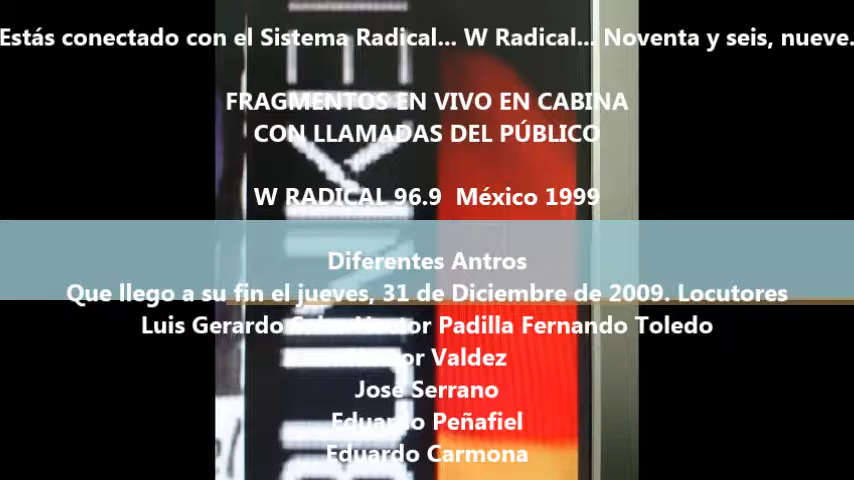 Estás conectado con el Sistema Radical... W Radical... Noventa y seis, nueve.
FRAGMENTOS EN VIVO EN CABINA
CON LLAMADAS DEL PÚBLICO
W RADICAL 96.9 México 1999
Diferentes Antros
Que llego a su fin el jueves, 31 de Diciembre de 2009. Locutores
Luis Gerardo Padilla Fernando Toledo
Valdez
José Serrano
Eduardo Peñafiel
Eduardo Carmona